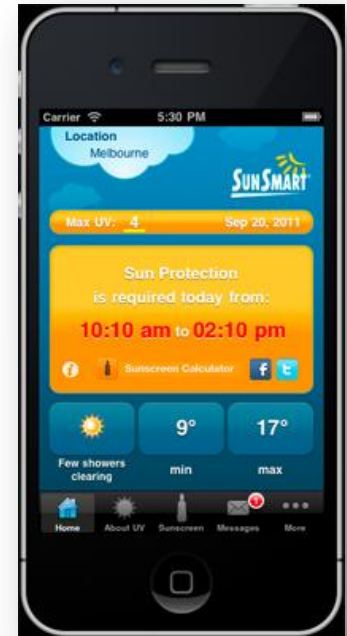 Carrier 5:30 PM
Location
Melbourne
SunSmart
Max UV: 4 Sep 20, 2011
Sun Protection
is required today from:
10:10 am to 02:10 pm
i Sunscreen Calculator f t
9° 17°
Few showers
clearing
min max
1
Home About UV Sunscreen Messages More